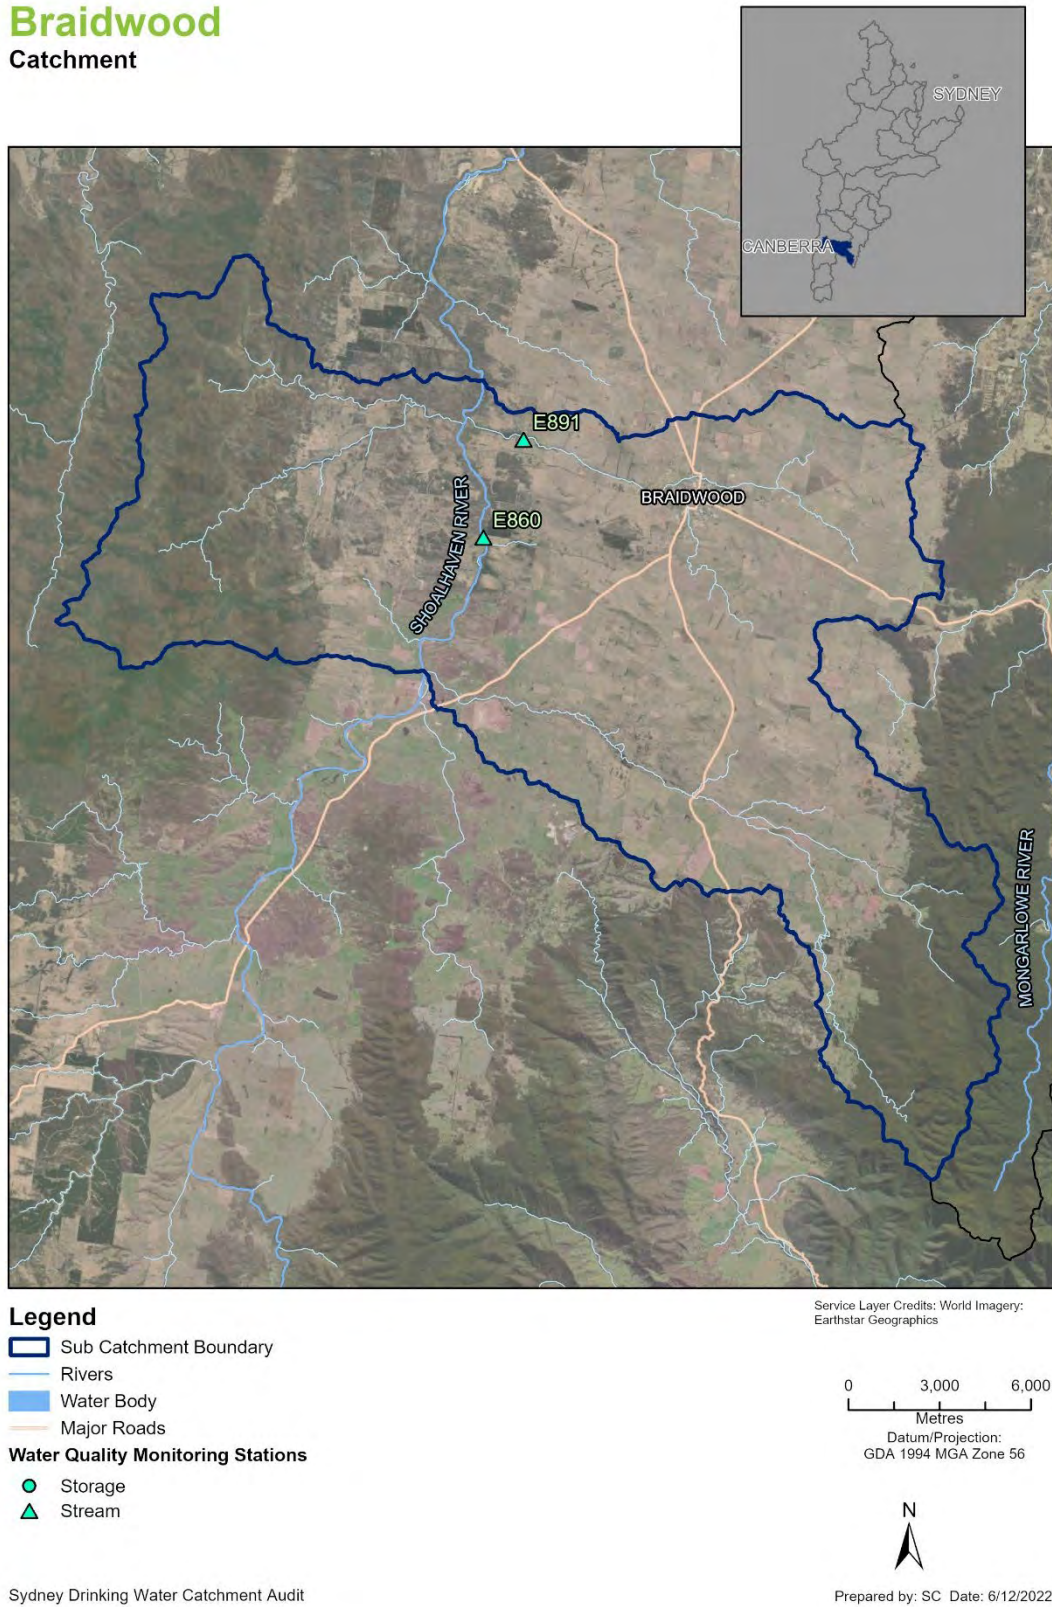 Braidwood
Catchment
SYDNEY
CANBERRA
E891
BRAIDWOOD
E860
SHOALHAVEN RIVER
MONGARLOWE RIVER
Legend
Sub Catchment Boundary
Rivers
Water Body
Major Roads
Water Quality Monitoring Stations
Storage
Stream
Service Layer Credits: World Imagery:
Earthstar Geographics
0 3,000 6,000
Metres
Datum/Projection:
GDA 1994 MGA Zone 56
N
Sydney Drinking Water Catchment Audit
Prepared by: SC Date: 6/12/2022